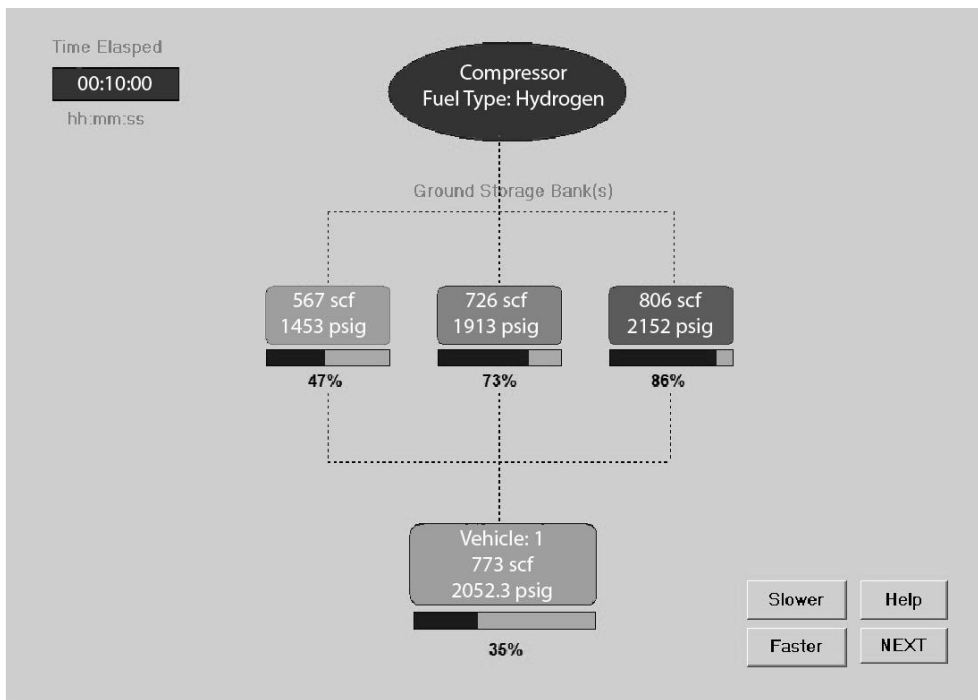 Time Elasped
00:10:00
hh:mm:ss
Compressor
Fuel Type: Hydrogen
Ground Storage Bank(s)
567 scf
1453 psig
47%
726 scf
1913 psig
73%
806 scf
2152 psig
86%
Vehicle: 1
773 scf
2052.3 psig
35%
Slower
Help
Faster
NEXT